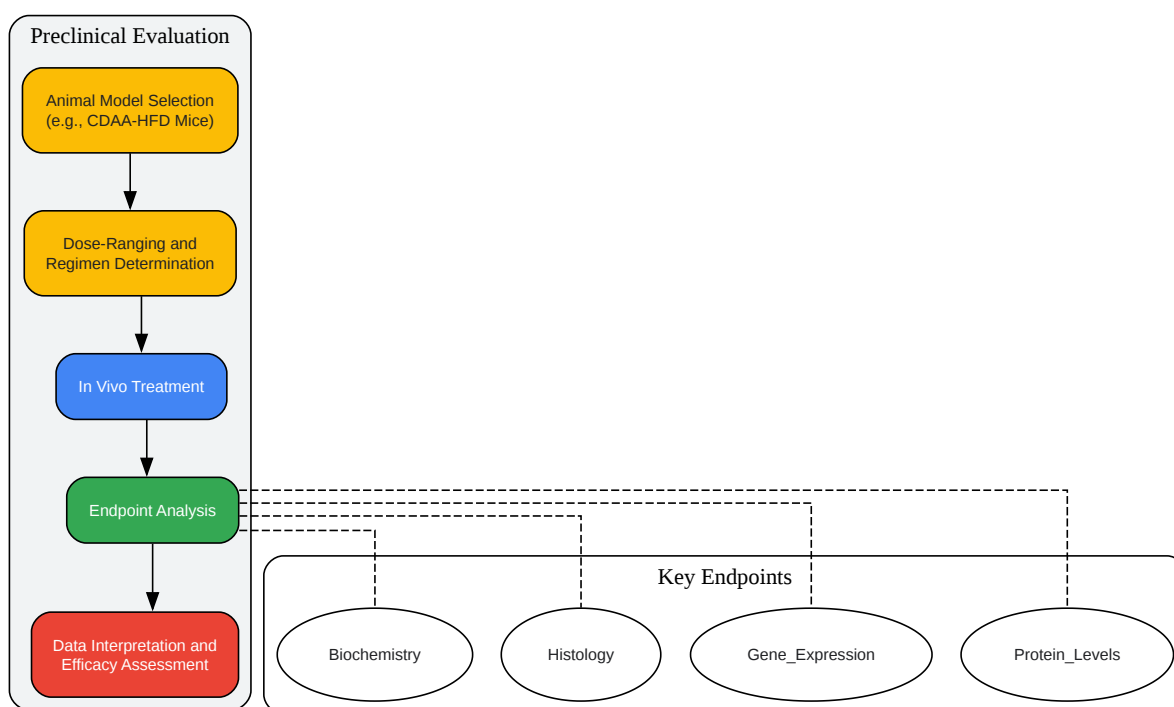 Preclinical Evaluation
Animal Model Selection
(e.g., CDAA-HFD Mice)
Dose-Ranging and
Regimen Determination
In Vivo Treatment
Endpoint Analysis
Data Interpretation and
Efficacy Assessment
Key Endpoints
Biochemistry
Histology
Gene_Expression
Protein_Levels